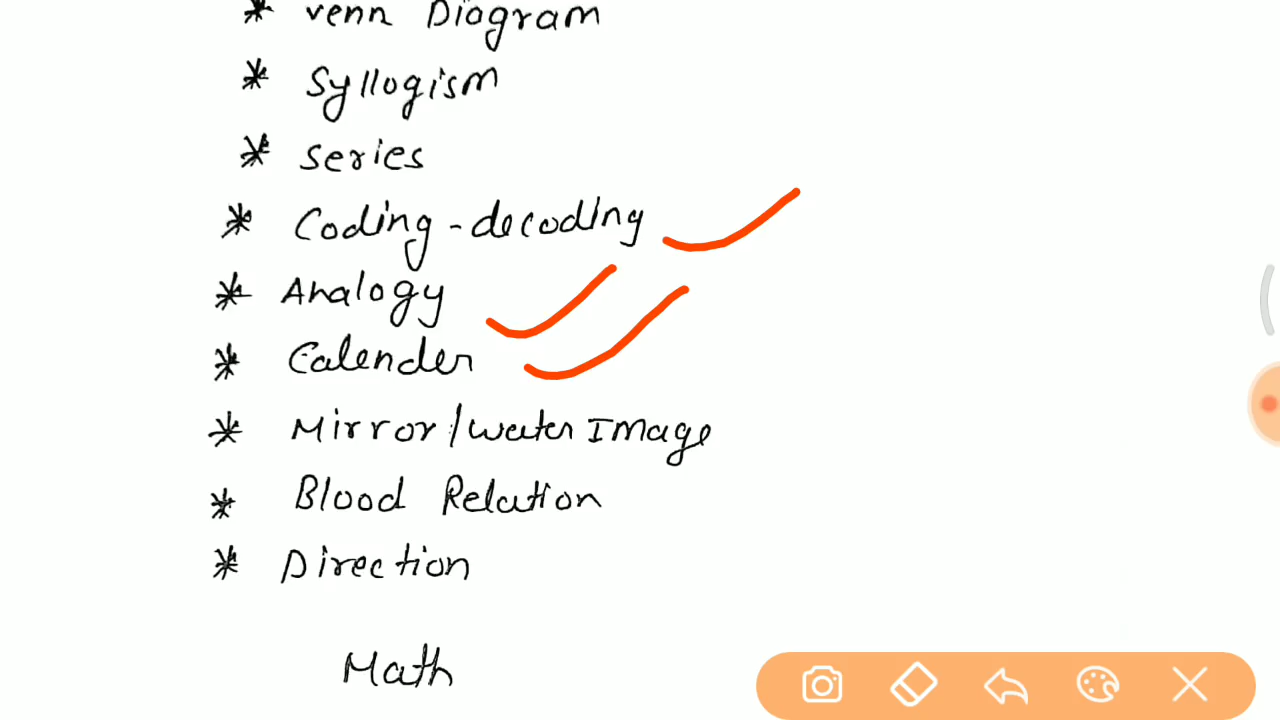 * venn Diagram
* Syllogism
* Series
* Coding-decoding
* Analogy
* Calender
* Mirror/water Image
* Blood Relation
* Direction
Math